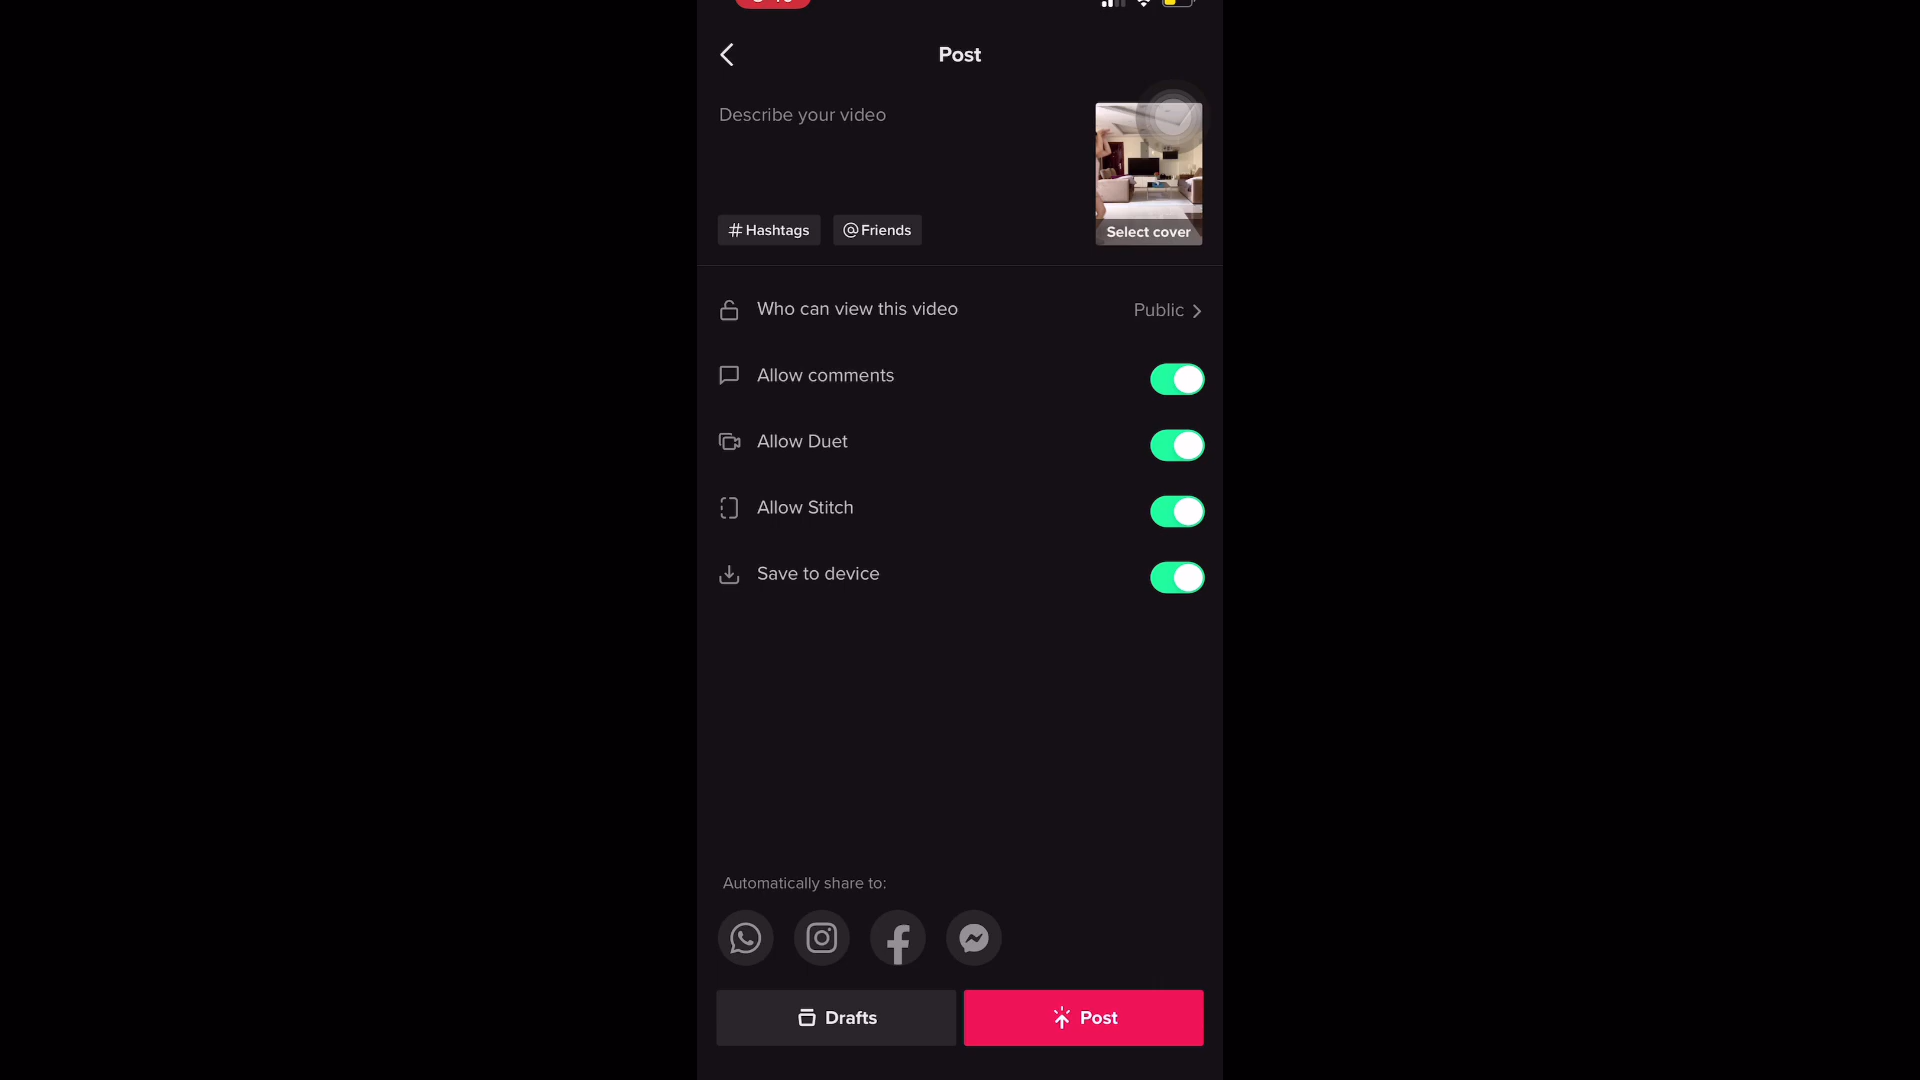 Post
Describe your video
# Hashtags
@ Friends
Select cover
Who can view this video
Public
Allow comments
Allow Duet
Allow Stitch
Save to device
Automatically share to:
Drafts
Post